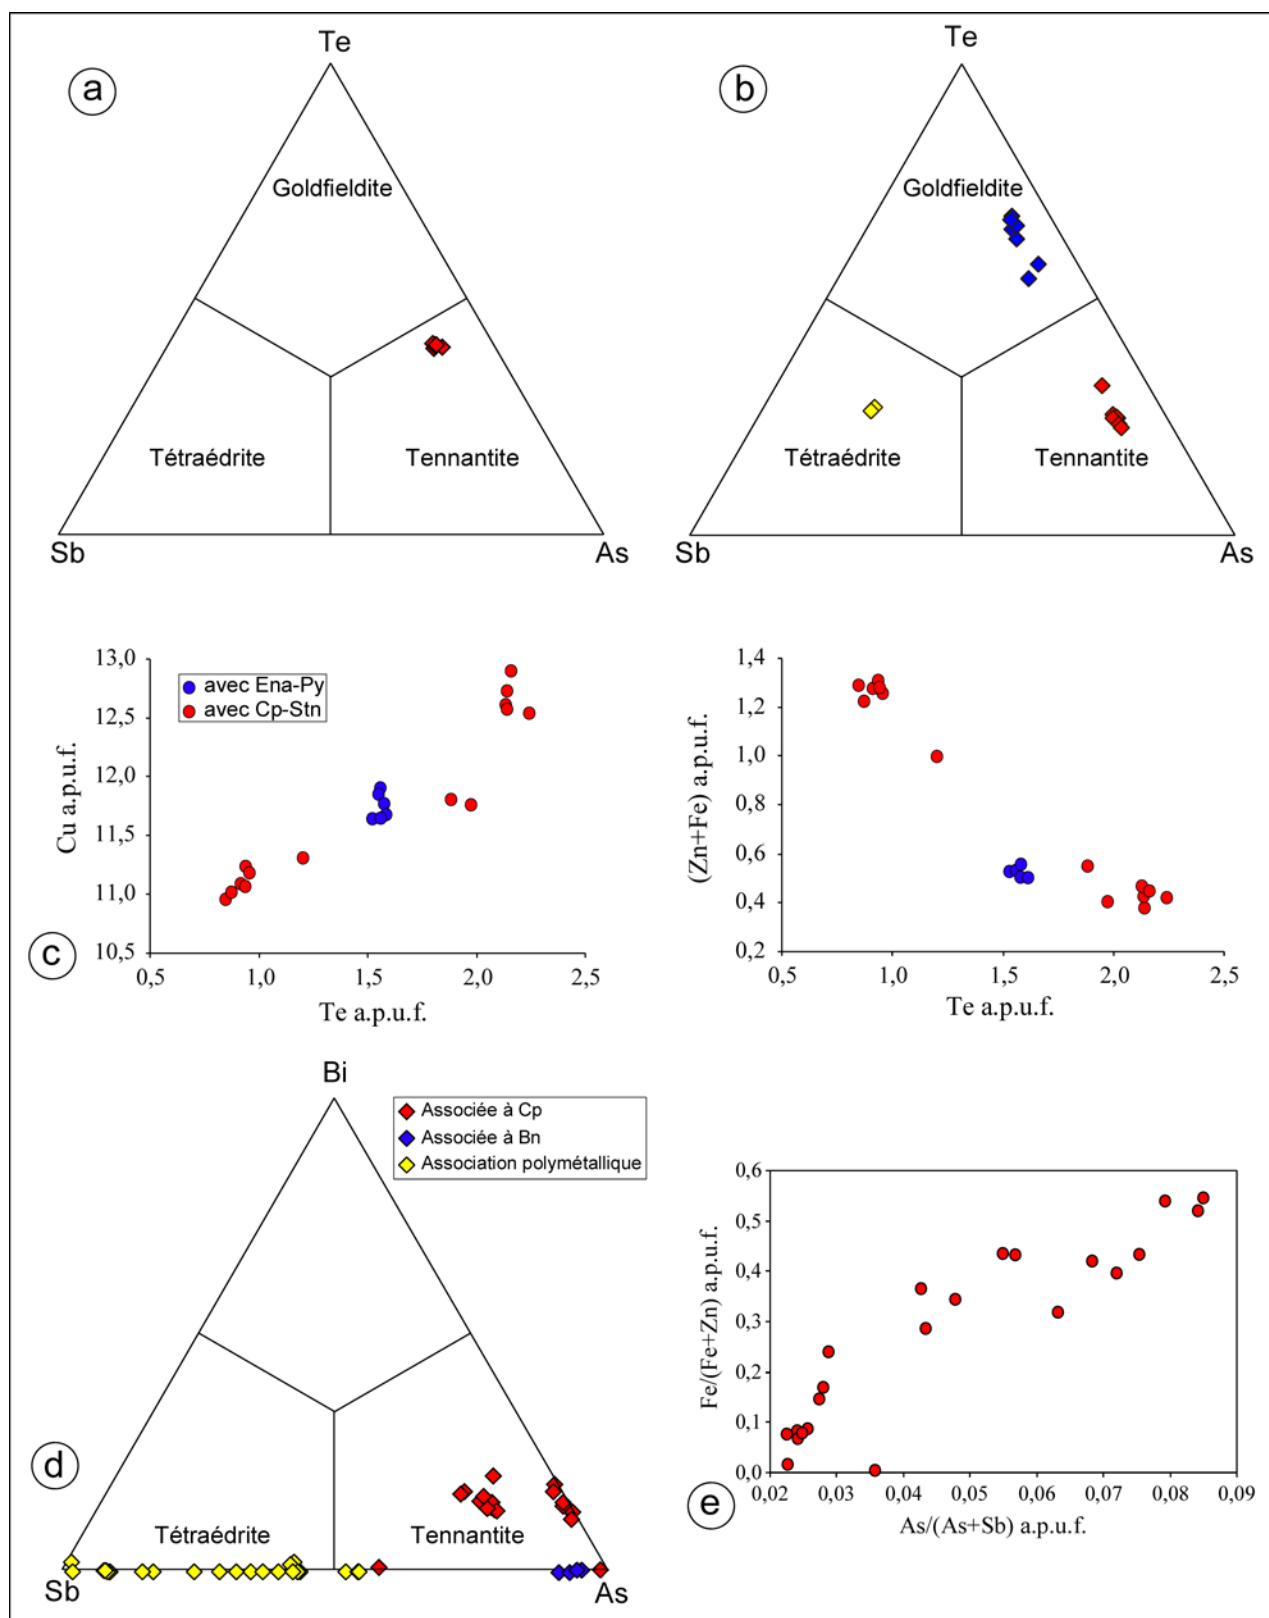 a
Te
Goldfieldite
Tétraédrite
Tennantite
Sb
As
b
Te
Goldfieldite
Tétraédrite
Tennantite
Sb
As
c
Cu a.p.u.f.
13,0
12,5
12,0
11,5
11,0
10,5
avec Ena-Py
avec Cp-Stn
0,5 1,0 1,5 2,0 2,5
Te a.p.u.f.
(Zn+Fe) a.p.u.f.
1,4
1,2
1,0
0,8
0,6
0,4
0,2
0,5 1,0 1,5 2,0 2,5
Te a.p.u.f.
d
Bi
Associée à Cp
Associée à Bn
Association polymétallique
Tétraédrite
Tennantite
Sb
As
e
Fe/(Fe+Zn) a.p.u.f.
0,6
0,5
0,4
0,3
0,2
0,1
0,0
0,02 0,03 0,04 0,05 0,06 0,07 0,08 0,09
As/(As+Sb) a.p.u.f.